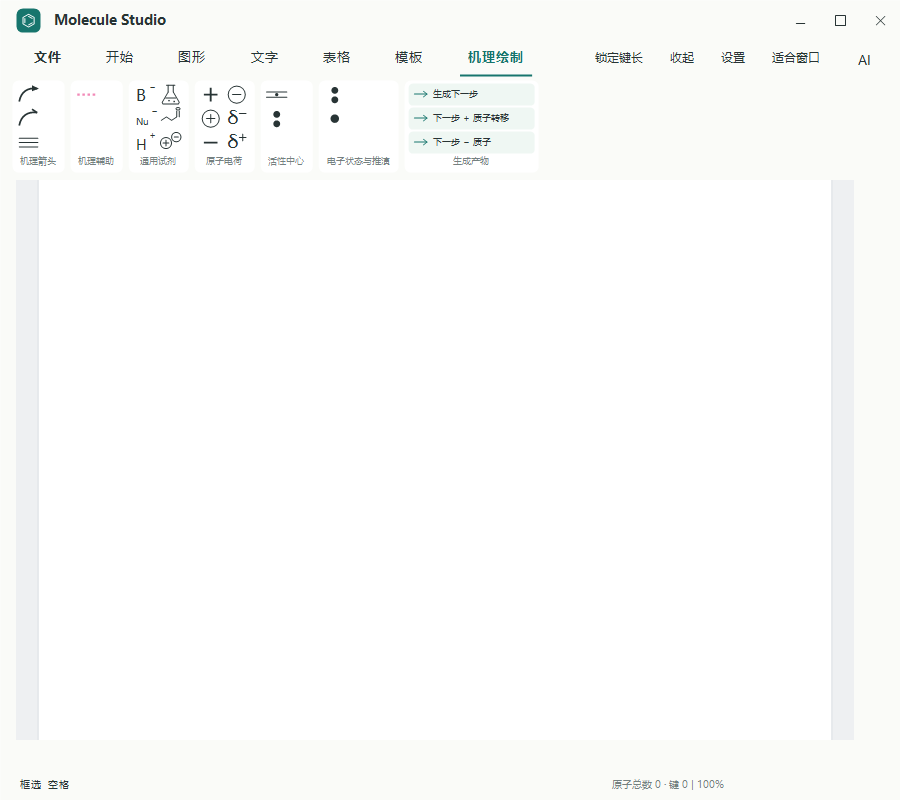 Molecule Studio
文件 开始 图形 文字 表格 模板 机理绘制 锁定键长 收起 设置 适合窗口 AI
B⁻
Nu⁻
H⁺
δ⁻
δ⁺
→ 生成下一步
→ 下一步 + 质子转移
→ 下一步 − 质子
机理箭头 机理辅助 通用试剂 原子电荷 活性中心 电子状态与推演 生成产物
框选 空格 原子总数 0 · 键 0 | 100%